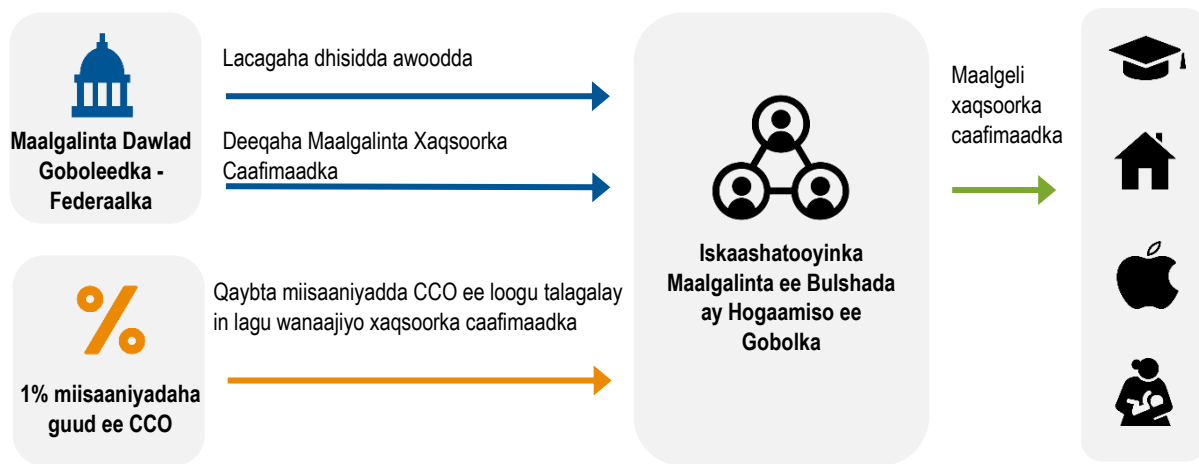 Maalgalinta Dawlad
Goboleedka -
Federaalka
Lacagaha dhisidda awoodda
Deeqaha Maalgalinta Xaqsoorka
Caafimaadka
%
1% miisaaniyadaha
guud ee CCO
Qaybta miisaaniyadda CCO ee loogu talagalay
in lagu wanaajiyo xaqsoorka caafimaadka
Iskaashatooyinka
Maalgalinta ee Bulshada
ay Hogaamiso ee
Gobolka
Maalgeli
xaqsoorka
caafimaadka